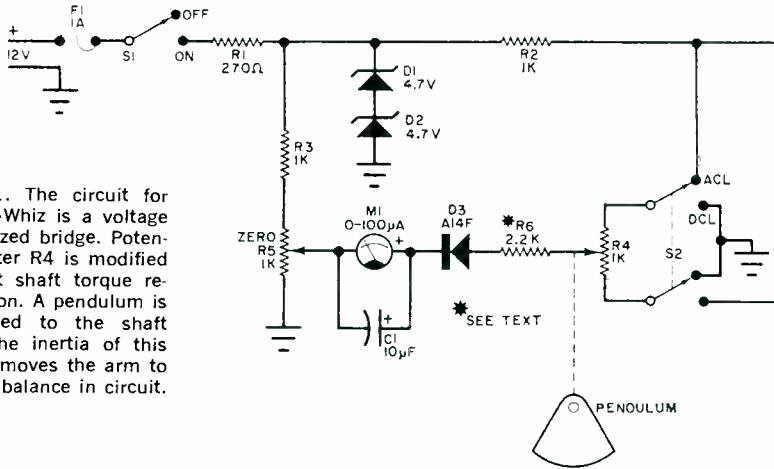 F1
1A
OFF
+
12V
S1
ON
R1
270Ω
R2
1K
D1
4.7V
D2
4.7V
R3
1K
. The circuit for
-Whiz is a voltage
zed bridge. Poten-
ter R4 is modified
t shaft torque re-
on. A pendulum is
ed to the shaft
he inertia of this
moves the arm to
balance in circuit.
ZERO
R5
1K
M1
0-100µA
+
D3
A14F
*R6
2.2K
R4
1K
ACL
DCL
S2
+
C1
10µF
*SEE TEXT
PENDULUM